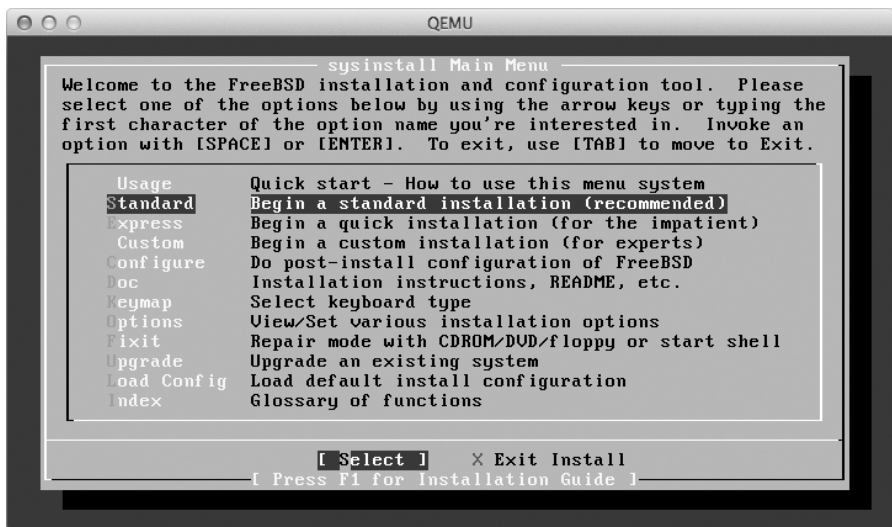 QEMU
sysinstall Main Menu
Welcome to the FreeBSD installation and configuration tool.  Please
select one of the options below by using the arrow keys or typing the
first character of the option name you're interested in.  Invoke an
option with [SPACE] or [ENTER].  To exit, use [TAB] to move to Exit.
Usage Quick start - How to use this menu system
Standard Begin a standard installation (recommended)
Express Begin a quick installation (for the impatient)
Custom Begin a custom installation (for experts)
Configure Do post-install configuration of FreeBSD
Doc Installation instructions, README, etc.
Keymap Select keyboard type
Options View/Set various installation options
Fixit Repair mode with CDROM/DVD/floppy or start shell
Upgrade Upgrade an existing system
Load Config Load default install configuration
Index Glossary of functions
[ Select ] X Exit Install
[ Press F1 for Installation Guide ]